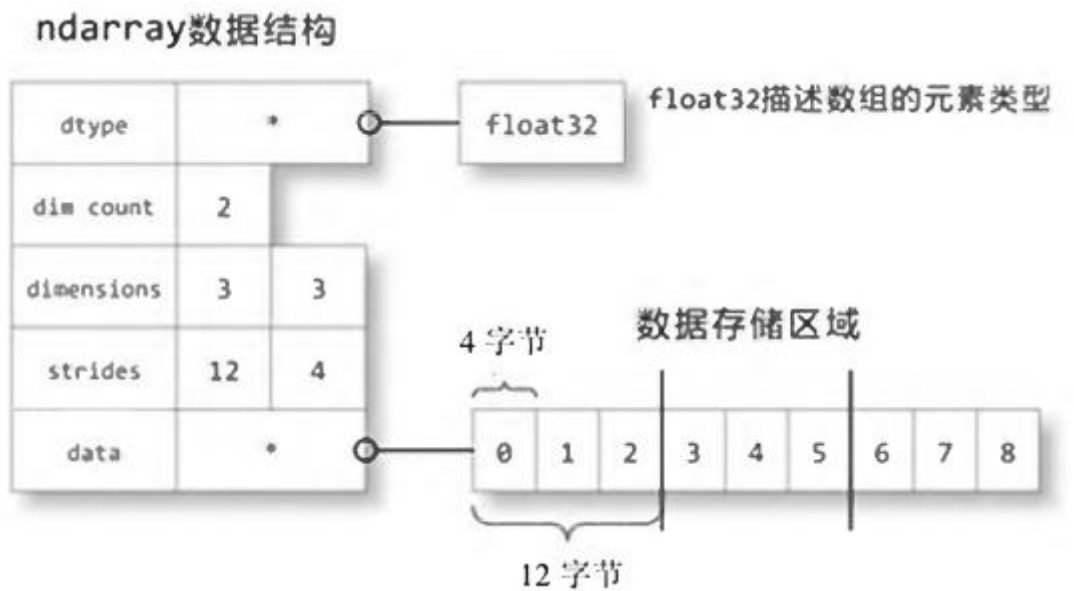 ndarray数据结构
dtype * float32 float32描述数组的元素类型
dim count 2
dimensions 3 3
strides 12 4
4 字节 数据存储区域
data * 0 1 2 3 4 5 6 7 8
12 字节